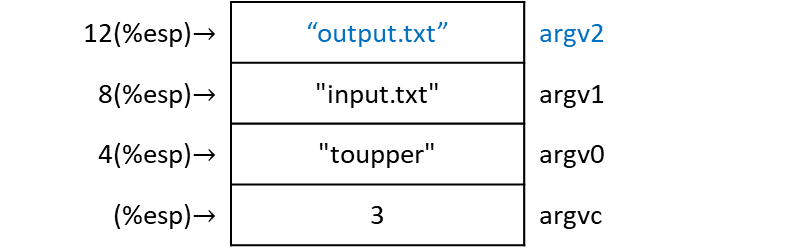 12(%esp)→ “output.txt” argv2
8(%esp)→ "input.txt" argv1
4(%esp)→ "toupper" argv0
(%esp)→ 3 argvc